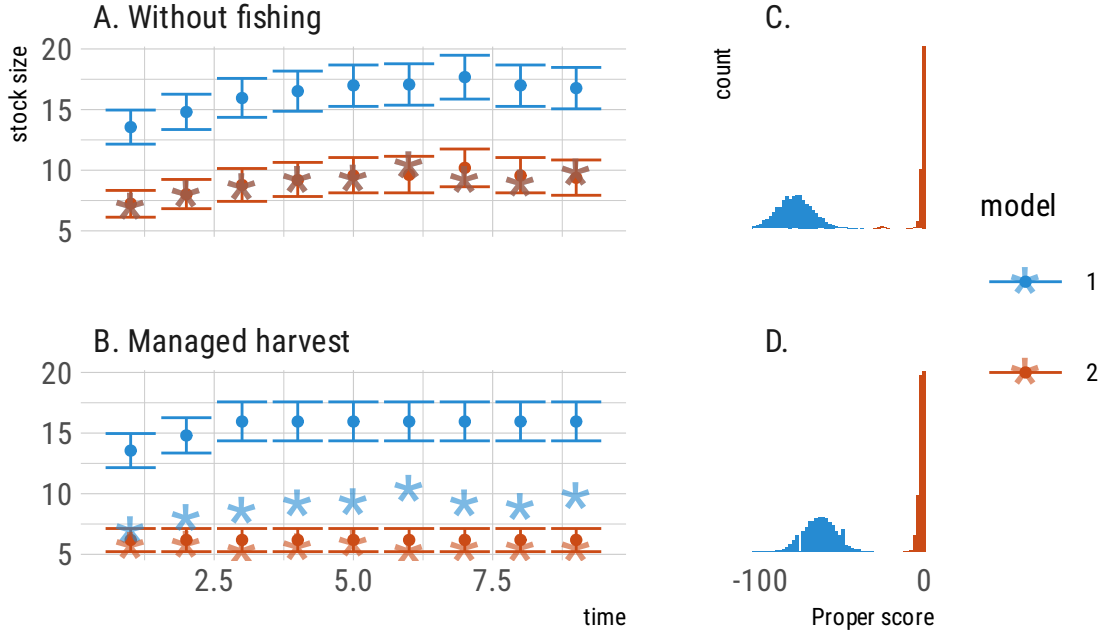 A. Without fishing
C.
20
15
10
5
stock size
count
model
1
2
B. Managed harvest
D.
20
15
10
5
2.5
5.0
7.5
-100
0
time
Proper score